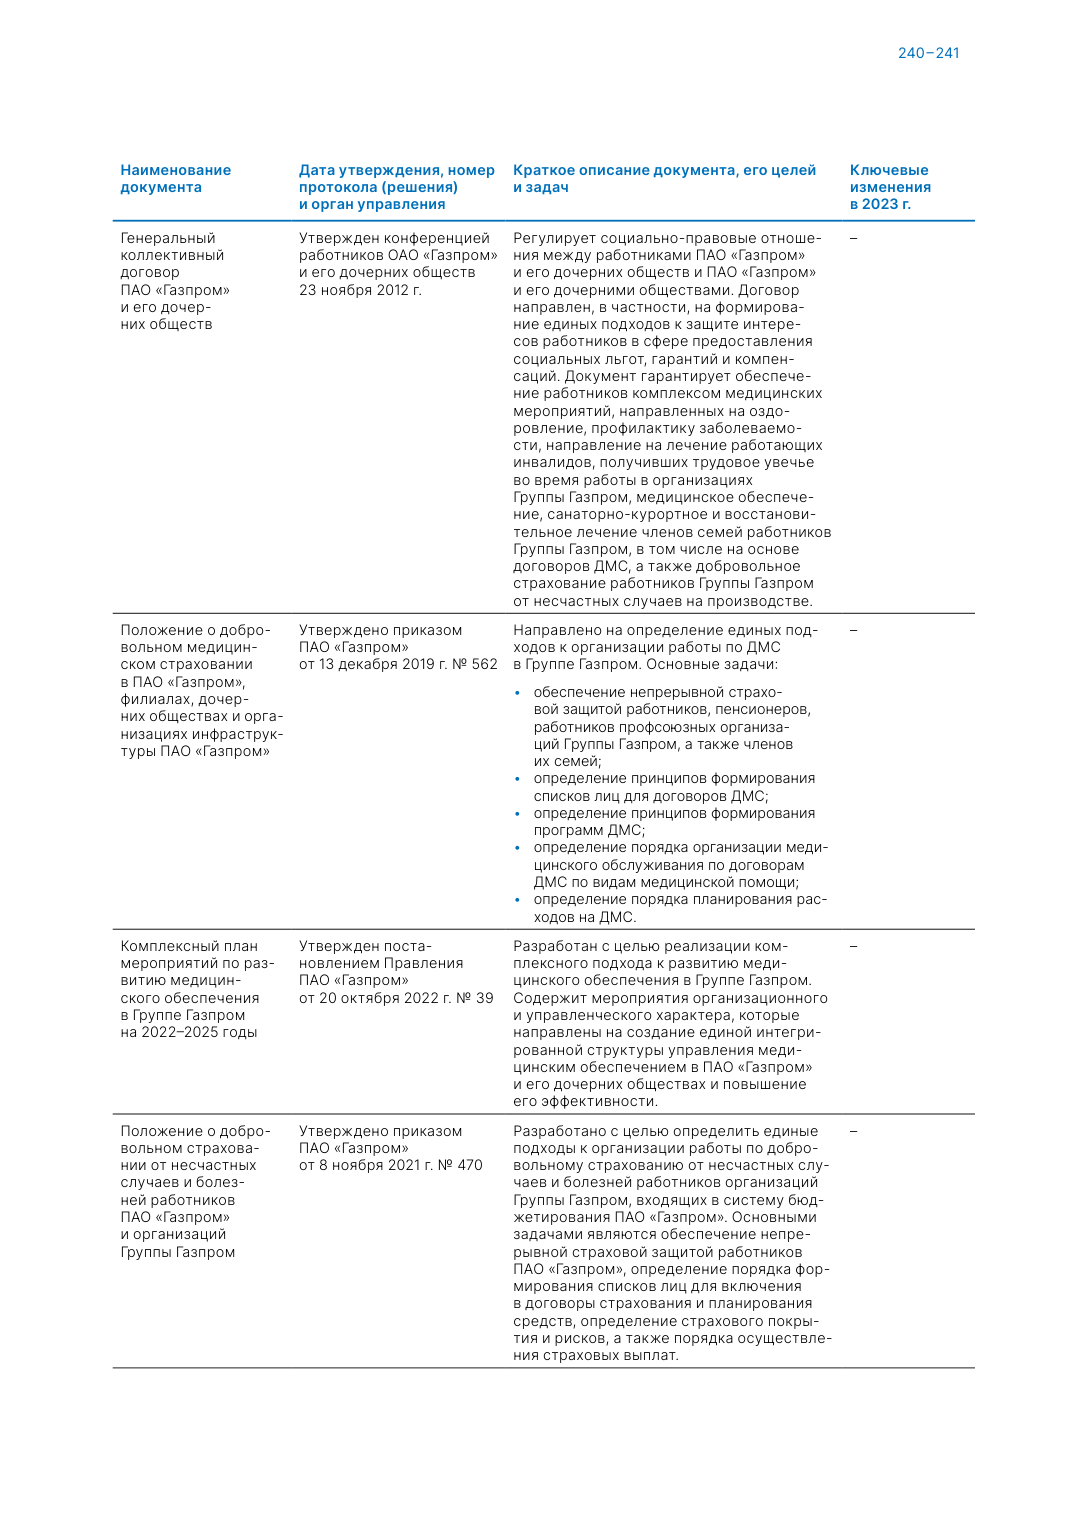 240–241
Наименование
документа
Дата утверждения, номер
протокола (решения)
и орган управления
Краткое описание документа, его целей
и задач
Ключевые
изменения
в 2023 г.
Генеральный
коллективный
договор
ПАО «Газпром»
и его дочер-
них обществ
Утвержден конференцией
работников ОАО «Газпром»
и его дочерних обществ
23 ноября 2012 г.
Регулирует социально-правовые отноше-
ния между работниками ПАО «Газпром»
и его дочерних обществ и ПАО «Газпром»
и его дочерними обществами. Договор
направлен, в частности, на формирова-
ние единых подходов к защите интере-
сов работников в сфере предоставления
социальных льгот, гарантий и компен-
саций. Документ гарантирует обеспече-
ние работников комплексом медицинских
мероприятий, направленных на оздо-
ровление, профилактику заболеваемо-
сти, направление на лечение работающих
инвалидов, получивших трудовое увечье
во время работы в организациях
Группы Газпром, медицинское обеспече-
ние, санаторно-курортное и восстанови-
тельное лечение членов семей работников
Группы Газпром, в том числе на основе
договоров ДМС, а также добровольное
страхование работников Группы Газпром
от несчастных случаев на производстве.
–
Положение о добро-
вольном медицин-
ском страховании
в ПАО «Газпром»,
филиалах, дочер-
них обществах и орга-
низациях инфраструк-
туры ПАО «Газпром»
Утверждено приказом
ПАО «Газпром»
от 13 декабря 2019 г. № 562
Направлено на определение единых под-
ходов к организации работы по ДМС
в Группе Газпром. Основные задачи:
• обеспечение непрерывной страхо-
вой защитой работников, пенсионеров,
работников профсоюзных организа-
ций Группы Газпром, а также членов
их семей;
• определение принципов формирования
списков лиц для договоров ДМС;
• определение принципов формирования
программ ДМС;
• определение порядка организации меди-
цинского обслуживания по договорам
ДМС по видам медицинской помощи;
• определение порядка планирования рас-
ходов на ДМС.
–
Комплексный план
мероприятий по раз-
витию медицин-
ского обеспечения
в Группе Газпром
на 2022–2025 годы
Утвержден поста-
новлением Правления
ПАО «Газпром»
от 20 октября 2022 г. № 39
Разработан с целью реализации ком-
плексного подхода к развитию меди-
цинского обеспечения в Группе Газпром.
Содержит мероприятия организационного
и управленческого характера, которые
направлены на создание единой интегри-
рованной структуры управления меди-
цинским обеспечением в ПАО «Газпром»
и его дочерних обществах и повышение
его эффективности.
–
Положение о добро-
вольном страхова-
нии от несчастных
случаев и болез-
ней работников
ПАО «Газпром»
и организаций
Группы Газпром
Утверждено приказом
ПАО «Газпром»
от 8 ноября 2021 г. № 470
Разработано с целью определить единые
подходы к организации работы по добро-
вольному страхованию от несчастных слу-
чаев и болезней работников организаций
Группы Газпром, входящих в систему бюд-
жетирования ПАО «Газпром». Основными
задачами являются обеспечение непре-
рывной страховой защитой работников
ПАО «Газпром», определение порядка фор-
мирования списков лиц для включения
в договоры страхования и планирования
средств, определение страхового покры-
тия и рисков, а также порядка осуществле-
ния страховых выплат.
–